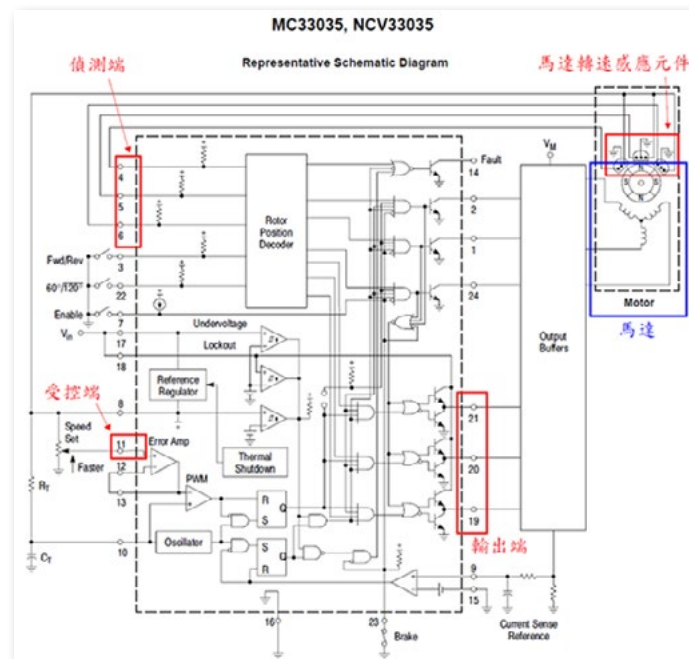 MC33035, NCV33035
Representative Schematic Diagram
偵測端
馬達轉速感應元件
4
5
6
Rotor
Position
Decoder
Fault
14
2
1
24
V_M
S
S
N
N
Motor
馬達
Output
Buffers
Fwd/Rev
3
60°/120°
22
Enable
7
V_in
17
18
Undervoltage
Lockout
Reference
Regulator
8
受控端
Speed
Set
11
Faster
12
13
Error Amp
PWM
Thermal
Shutdown
R_T
C_T
10
Oscillator
R
S
Q
S
R
Q
21
20
19
輸出端
9
15
Current Sense
Reference
16
23
Brake